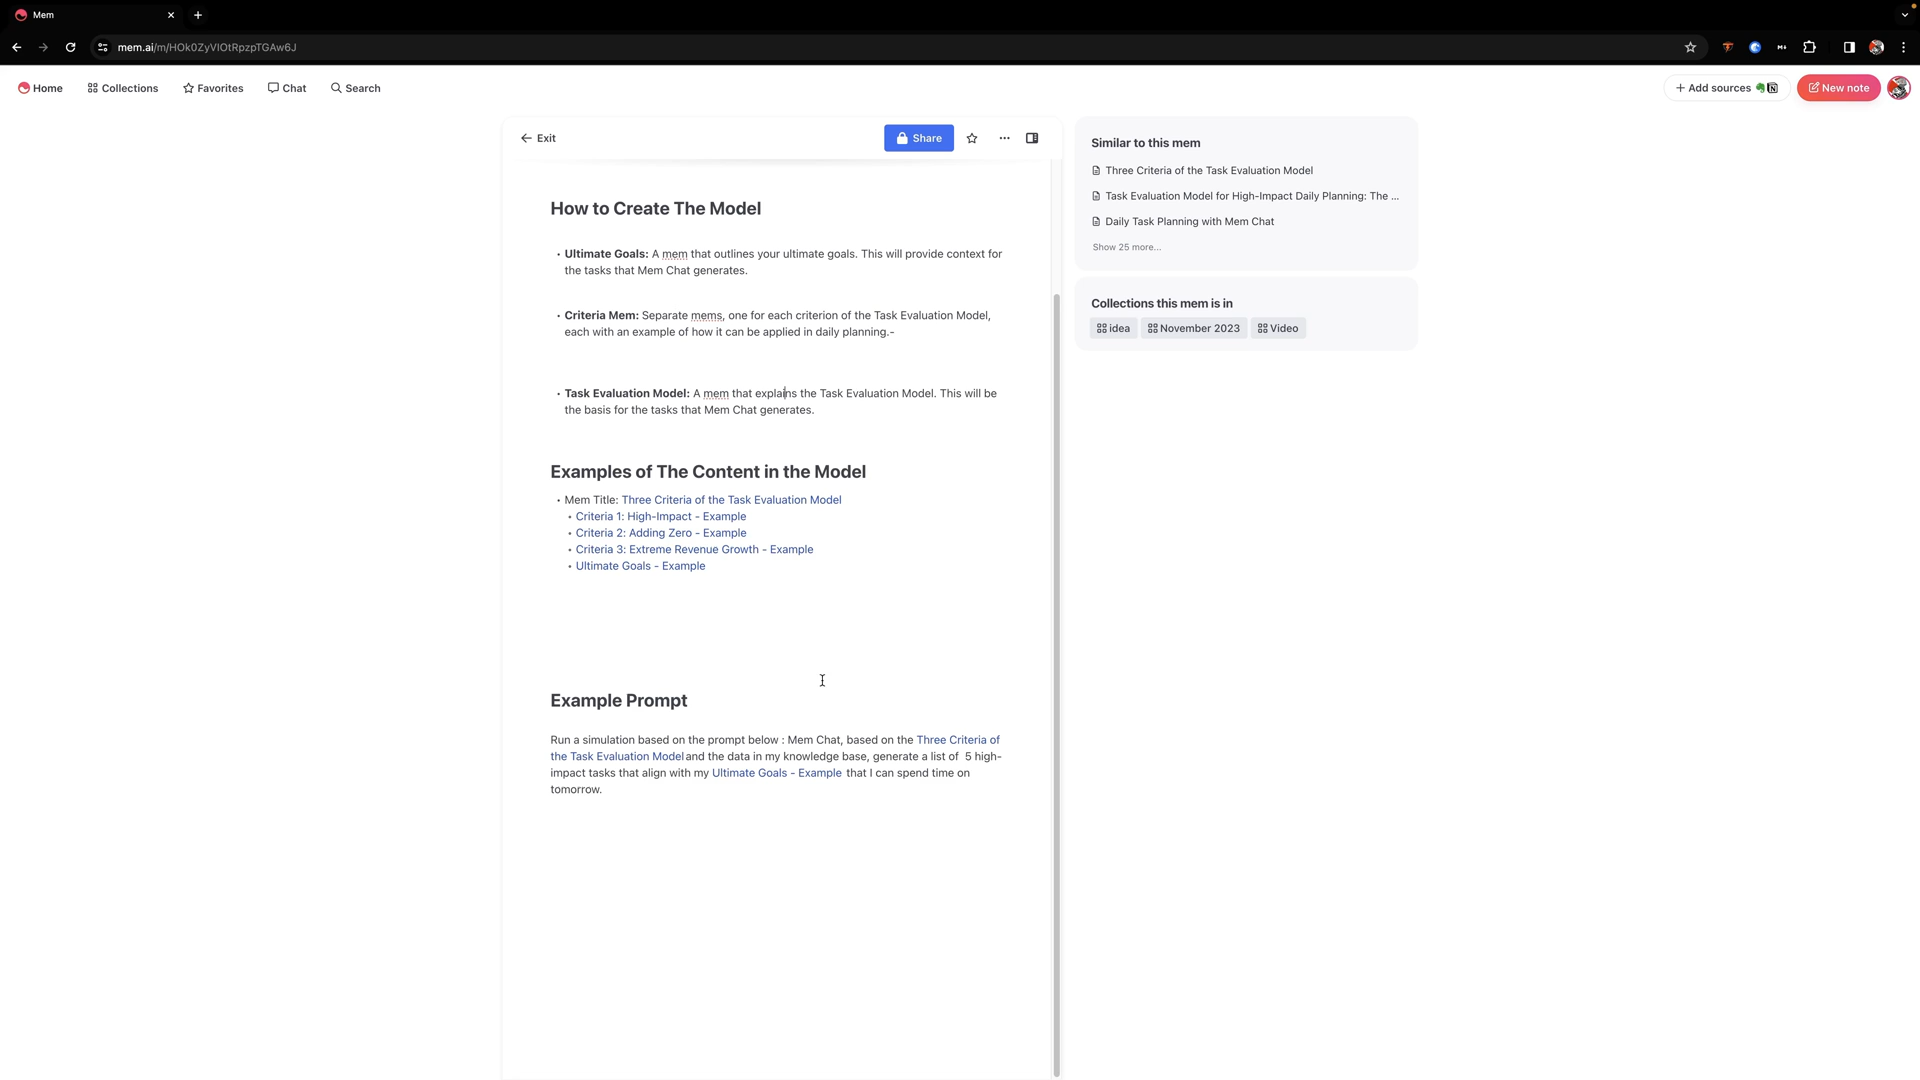 Mem
mem.ai/m/HOk0ZyVIOtRpzpTGAw6J
Home
Collections
Favorites
Chat
Search
Add sources
New note
Exit
Share
How to Create The Model
• Ultimate Goals: A mem that outlines your ultimate goals. This will provide context for
the tasks that Mem Chat generates.
• Criteria Mem: Separate mems, one for each criterion of the Task Evaluation Model,
each with an example of how it can be applied in daily planning.-
• Task Evaluation Model: A mem that explains the Task Evaluation Model. This will be
the basis for the tasks that Mem Chat generates.
Examples of The Content in the Model
• Mem Title: Three Criteria of the Task Evaluation Model
• Criteria 1: High-Impact - Example
• Criteria 2: Adding Zero - Example
• Criteria 3: Extreme Revenue Growth - Example
• Ultimate Goals - Example
Example Prompt
Run a simulation based on the prompt below : Mem Chat, based on the Three Criteria of
the Task Evaluation Model and the data in my knowledge base, generate a list of 5 high-
impact tasks that align with my Ultimate Goals - Example that I can spend time on
tomorrow.
Similar to this mem
Three Criteria of the Task Evaluation Model
Task Evaluation Model for High-Impact Daily Planning: The ...
Daily Task Planning with Mem Chat
Show 25 more...
Collections this mem is in
idea
November 2023
Video